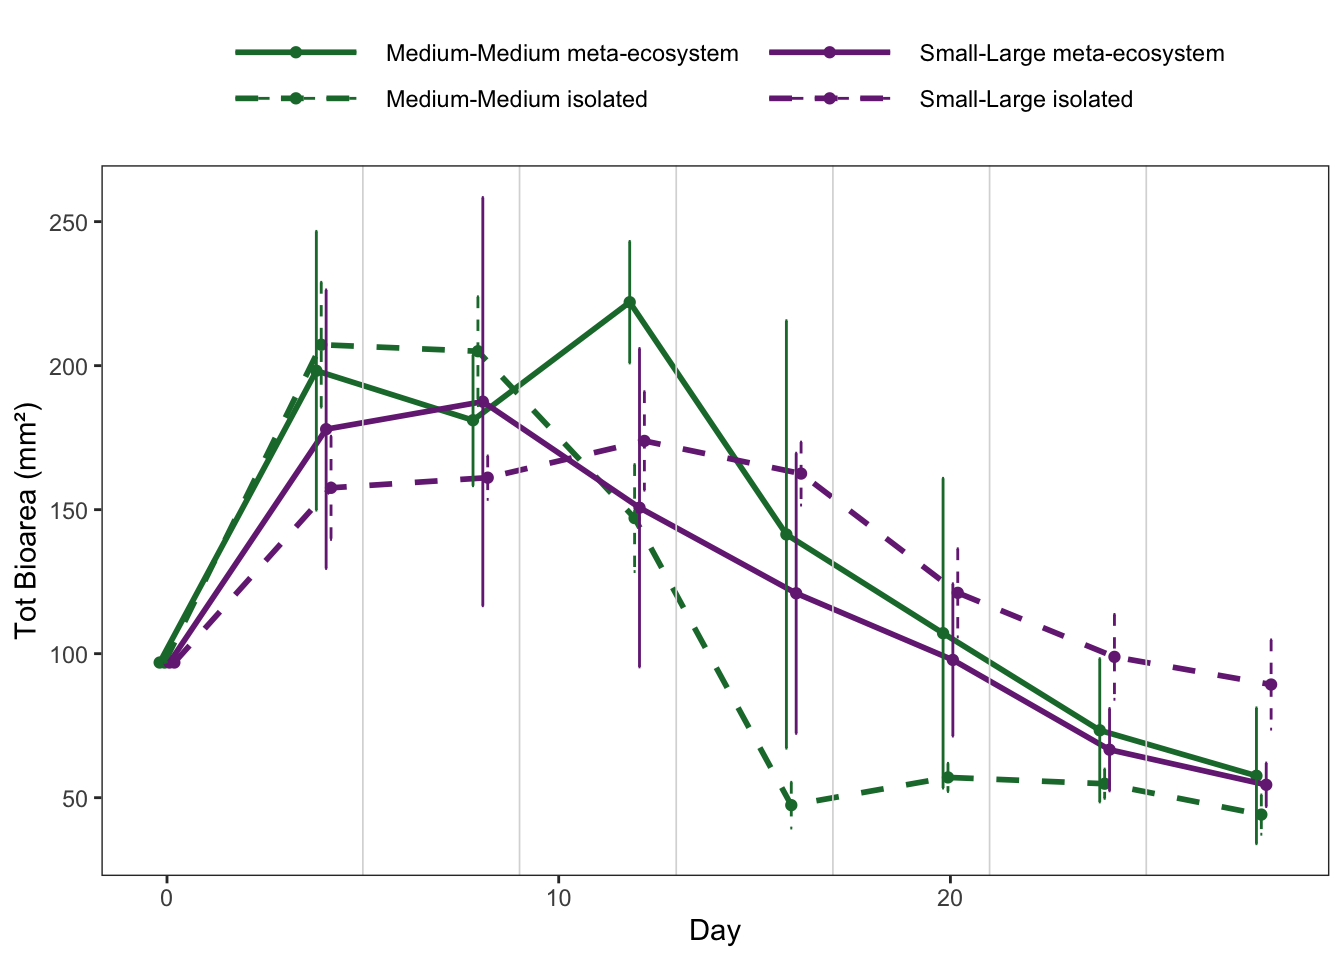 Medium-Medium meta-ecosystem Small-Large meta-ecosystem
Medium-Medium isolated Small-Large isolated
Tot Bioarea (mm²)
250
200
150
100
50
0 10 20
Day